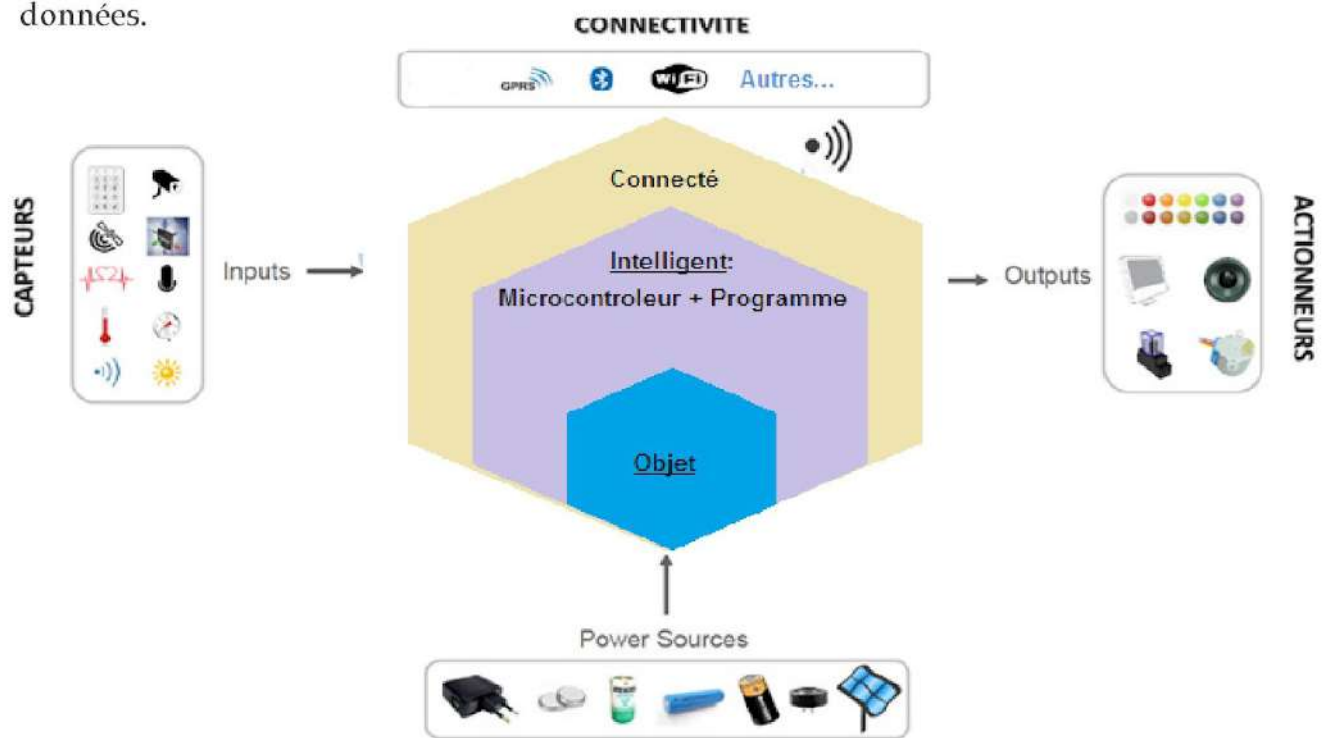 données.
CONNECTIVITE
GPRS WiFi Autres...
Connecté
CAPTEURS
Inputs
Intelligent:
Microcontroleur + Programme
Outputs
ACTIONNEURS
Objet
Power Sources